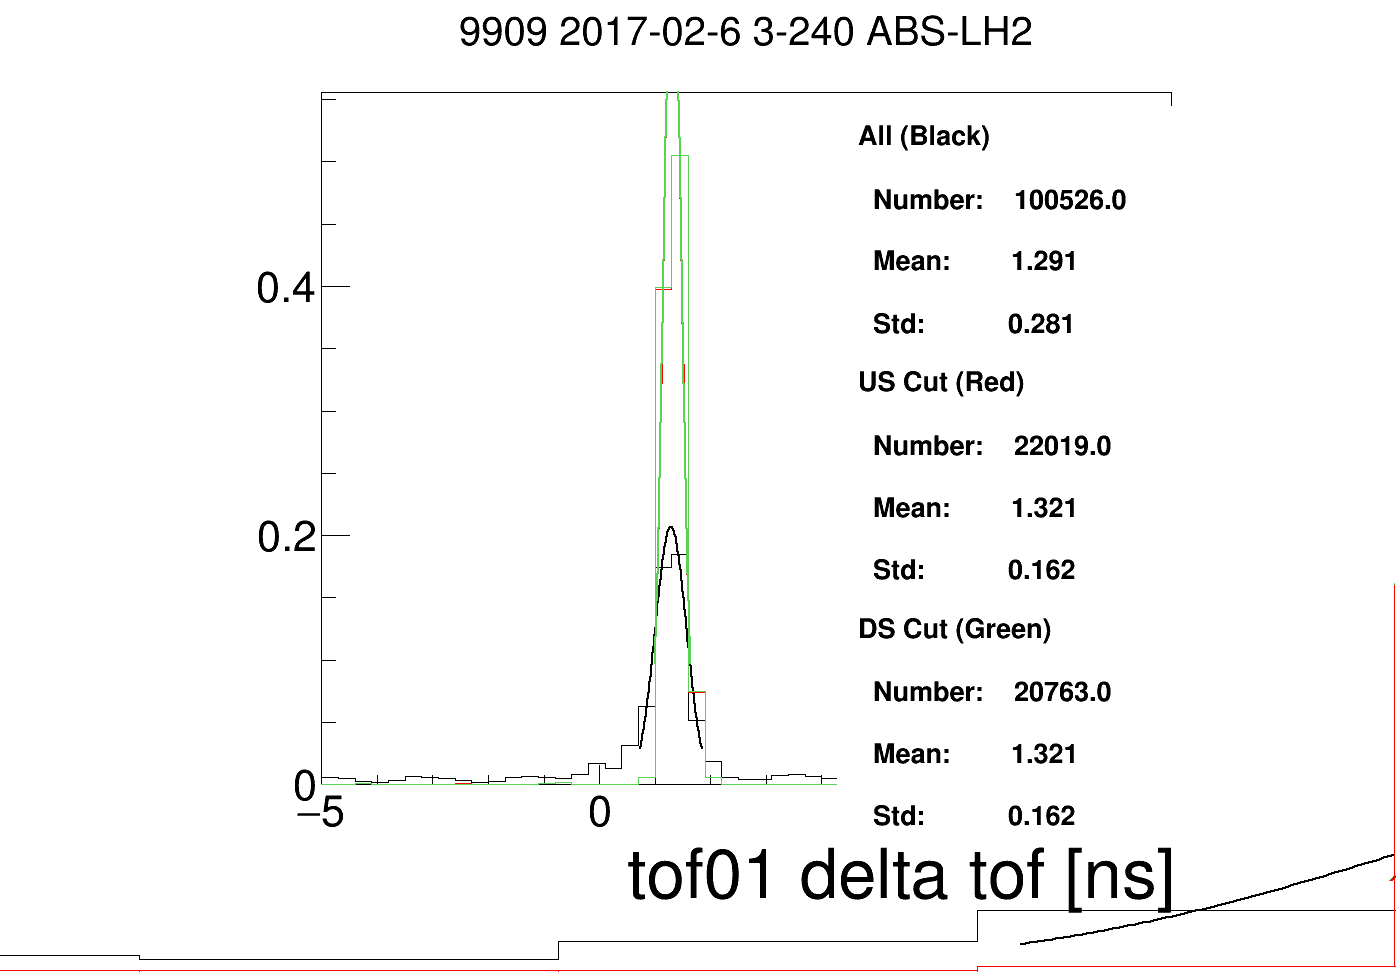 9909 2017-02-6 3-240 ABS-LH2
All (Black)
Number: 100526.0
Mean: 1.291
Std: 0.281
US Cut (Red)
Number: 22019.0
Mean: 1.321
Std: 0.162
DS Cut (Green)
Number: 20763.0
Mean: 1.321
Std: 0.162
0.4
0.2
0
−5 0
tof01 delta tof [ns]